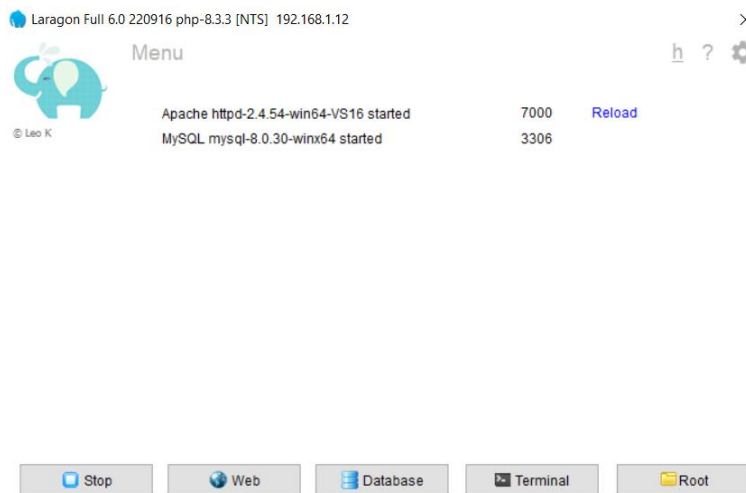 Laragon Full 6.0 220916 php-8.3.3 [NTS] 192.168.1.12
Menu h ?
Apache httpd-2.4.54-win64-VS16 started 7000 Reload
© Leo K
MySQL mysql-8.0.30-winx64 started 3306
Stop Web Database Terminal Root